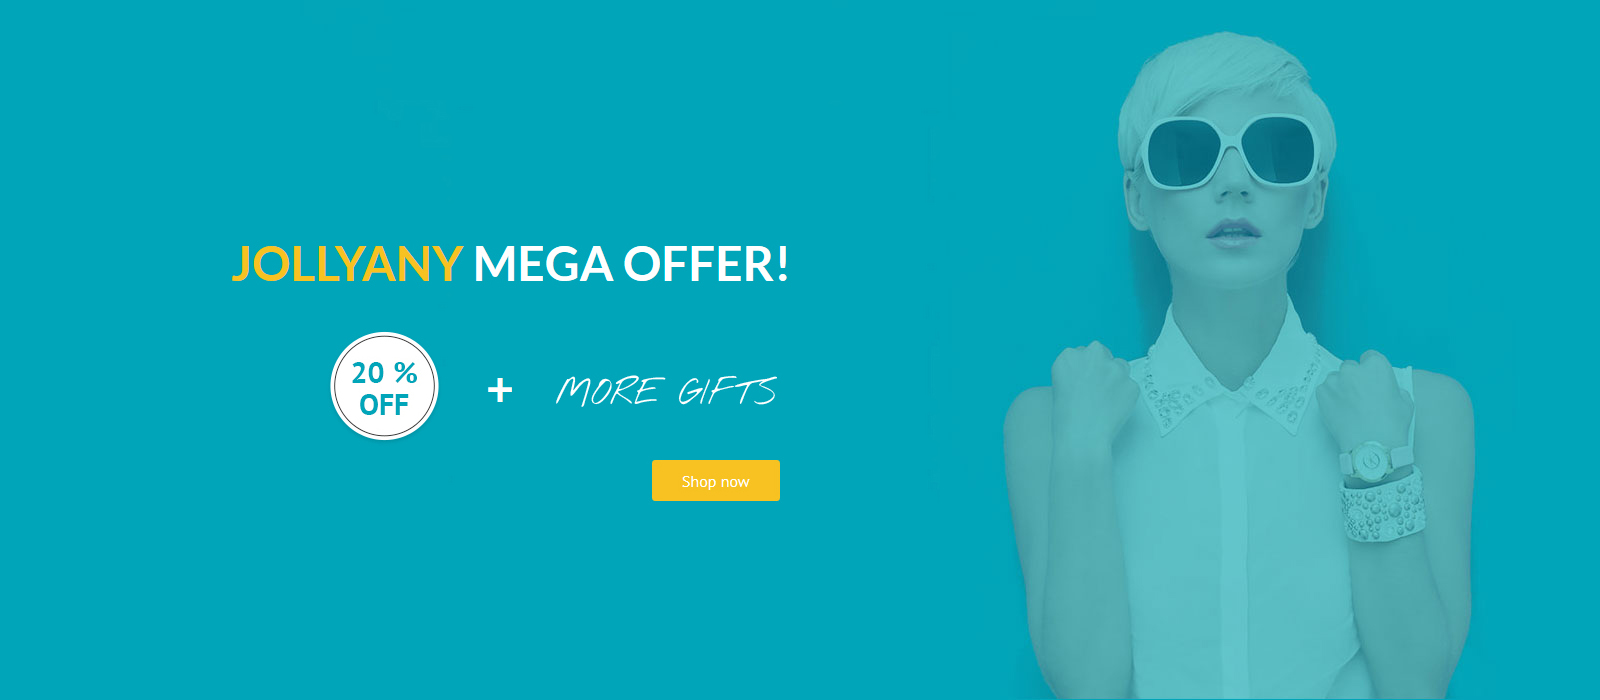 JOLLYANY MEGA OFFER!
20 %
OFF
+
MORE GIFTS
Shop now